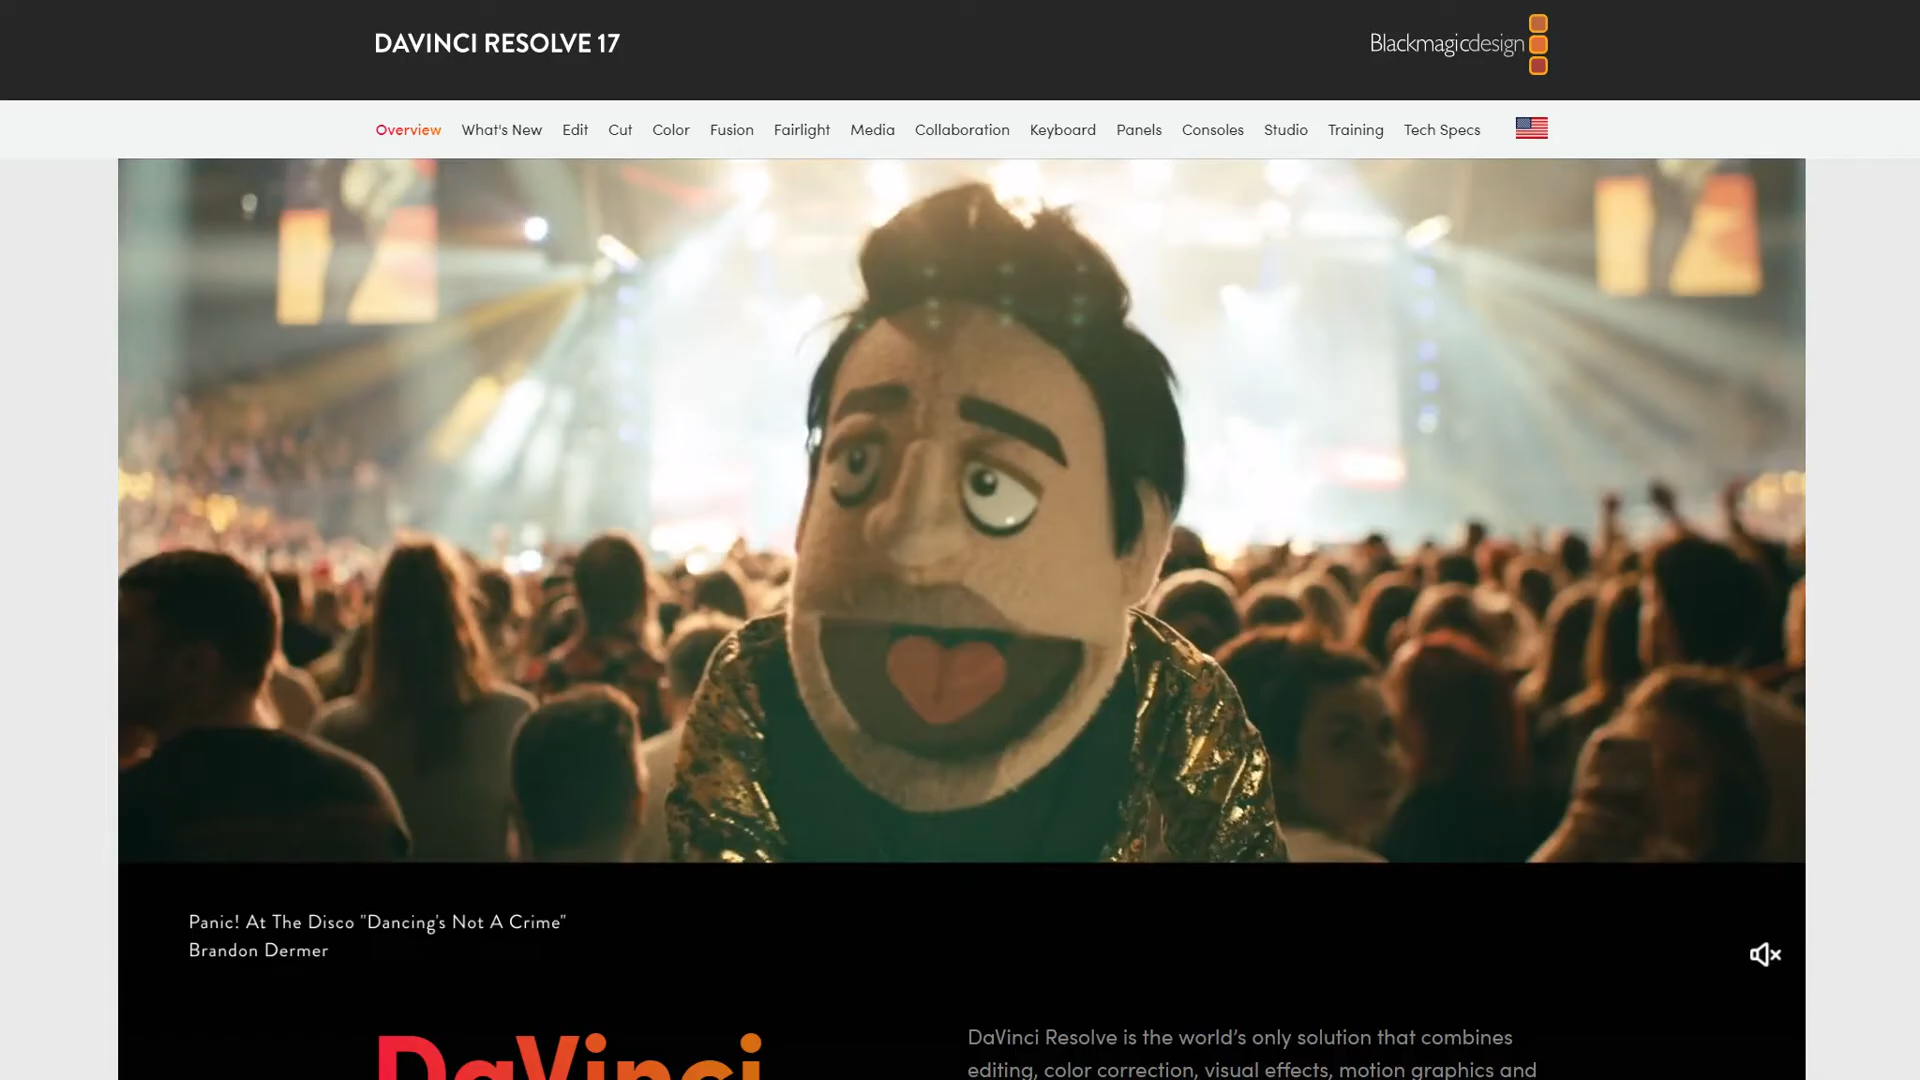 DAVINCI RESOLVE 17
Blackmagicdesign
Overview What's New Edit Cut Color Fusion Fairlight Media Collaboration Keyboard Panels Consoles Studio Training Tech Specs
Panic! At The Disco "Dancing's Not A Crime"
Brandon Dermer
DaVinci
DaVinci Resolve is the world’s only solution that combines
editing, color correction, visual effects, motion graphics and